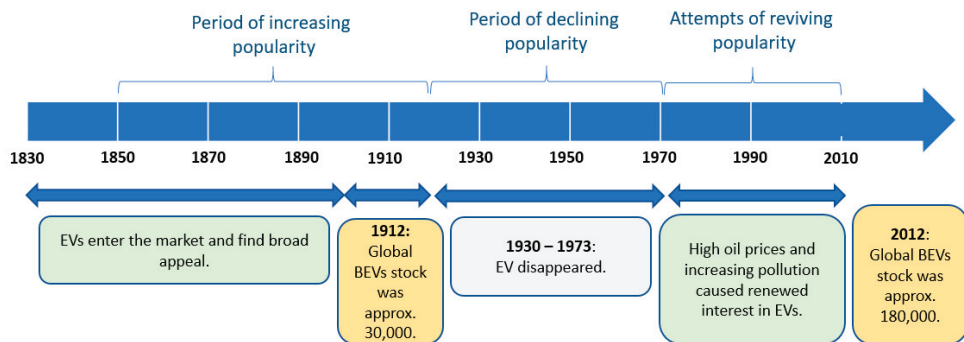 Period of increasing
popularity
Period of declining
popularity
Attempts of reviving
popularity
1830
1850
1870
1890
1910
1930
1950
1970
1990
2010
EVs enter the market and find broad
appeal.
1912:
Global
BEVs stock
was
approx.
30,000.
1930 – 1973:
EV disappeared.
High oil prices and
increasing pollution
caused renewed
interest in EVs.
2012:
Global BEVs
stock was
approx.
180,000.